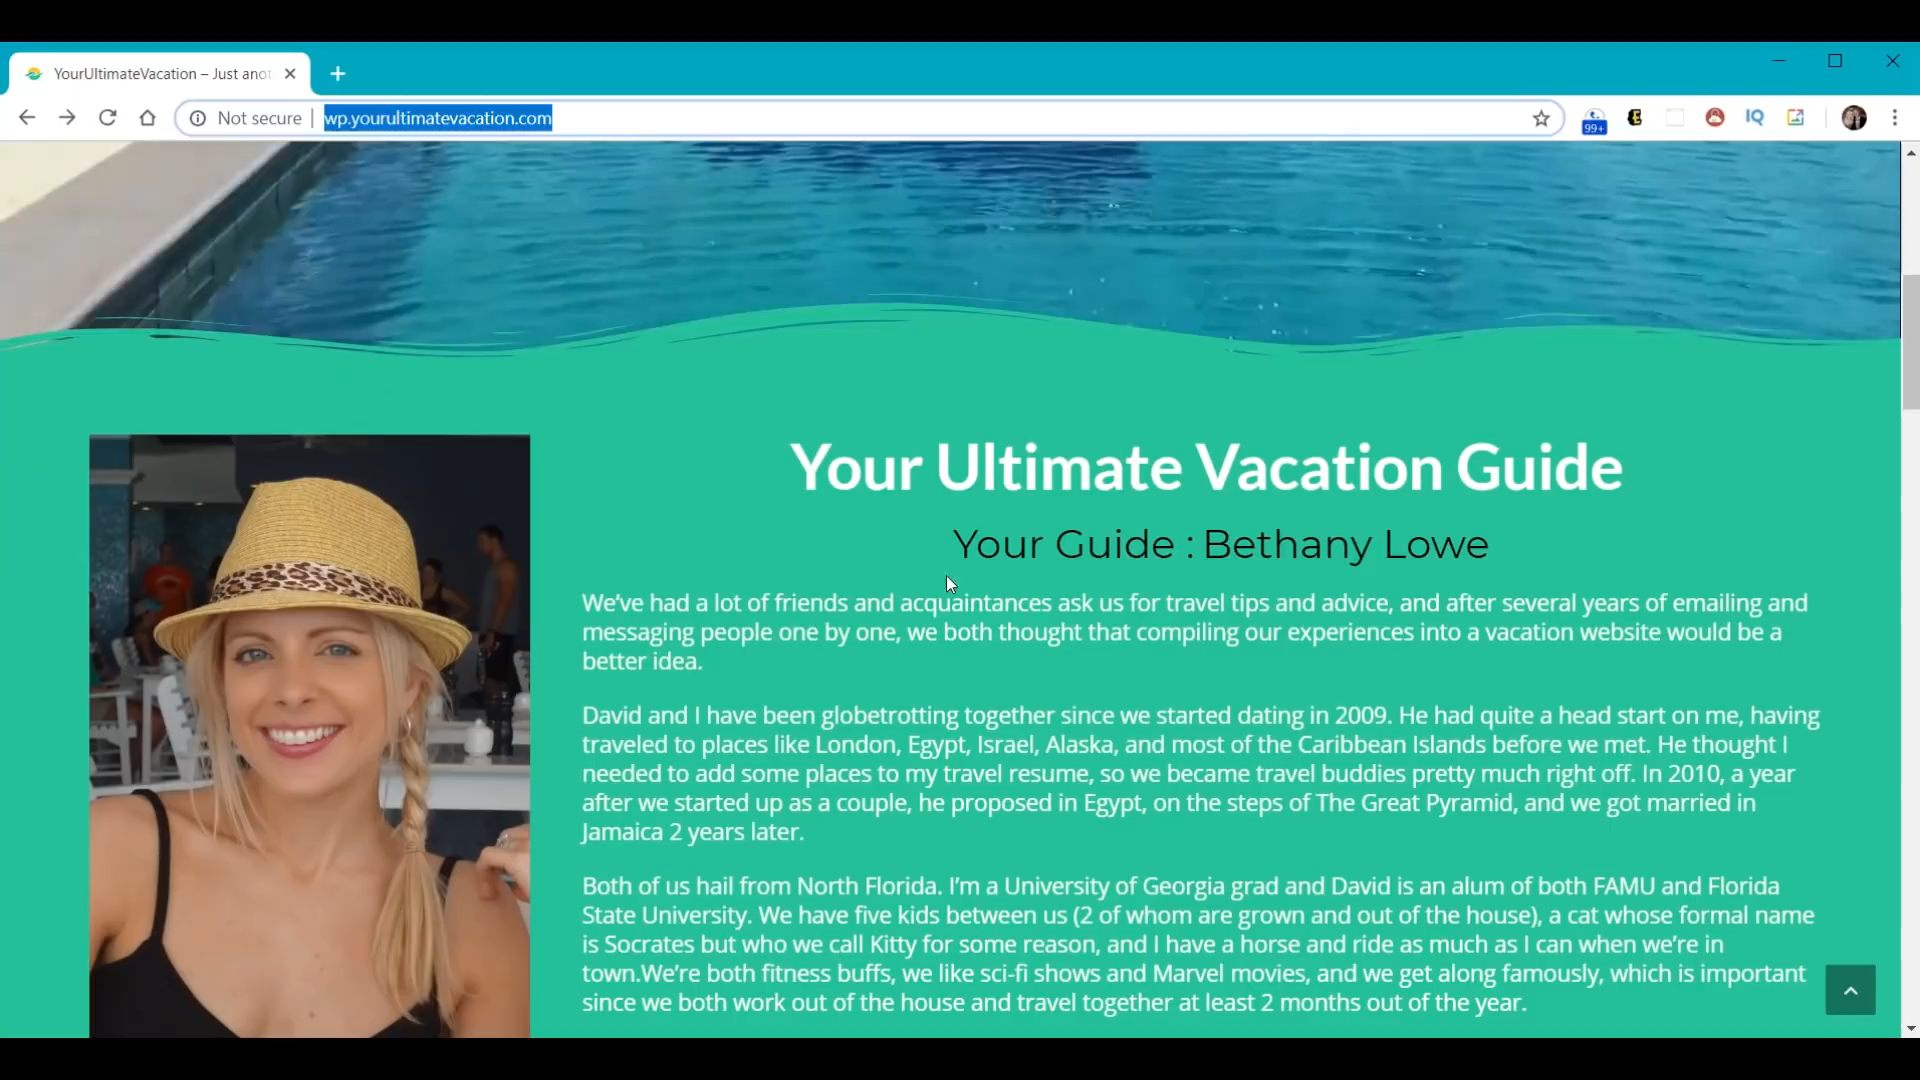 YourUltimateVacation – Just anot
Not secure
wp.yourultimatevacation.com
99+
IQ
Your Ultimate Vacation Guide
Your Guide : Bethany Lowe
We’ve had a lot of friends and acquaintances ask us for travel tips and advice, and after several years of emailing and
messaging people one by one, we both thought that compiling our experiences into a vacation website would be a
better idea.
David and I have been globetrotting together since we started dating in 2009. He had quite a head start on me, having
traveled to places like London, Egypt, Israel, Alaska, and most of the Caribbean Islands before we met. He thought I
needed to add some places to my travel resume, so we became travel buddies pretty much right off. In 2010, a year
after we started up as a couple, he proposed in Egypt, on the steps of The Great Pyramid, and we got married in
Jamaica 2 years later.
Both of us hail from North Florida. I’m a University of Georgia grad and David is an alum of both FAMU and Florida
State University. We have five kids between us (2 of whom are grown and out of the house), a cat whose formal name
is Socrates but who we call Kitty for some reason, and I have a horse and ride as much as I can when we’re in
town.We’re both fitness buffs, we like sci-fi shows and Marvel movies, and we get along famously, which is important
since we both work out of the house and travel together at least 2 months out of the year.